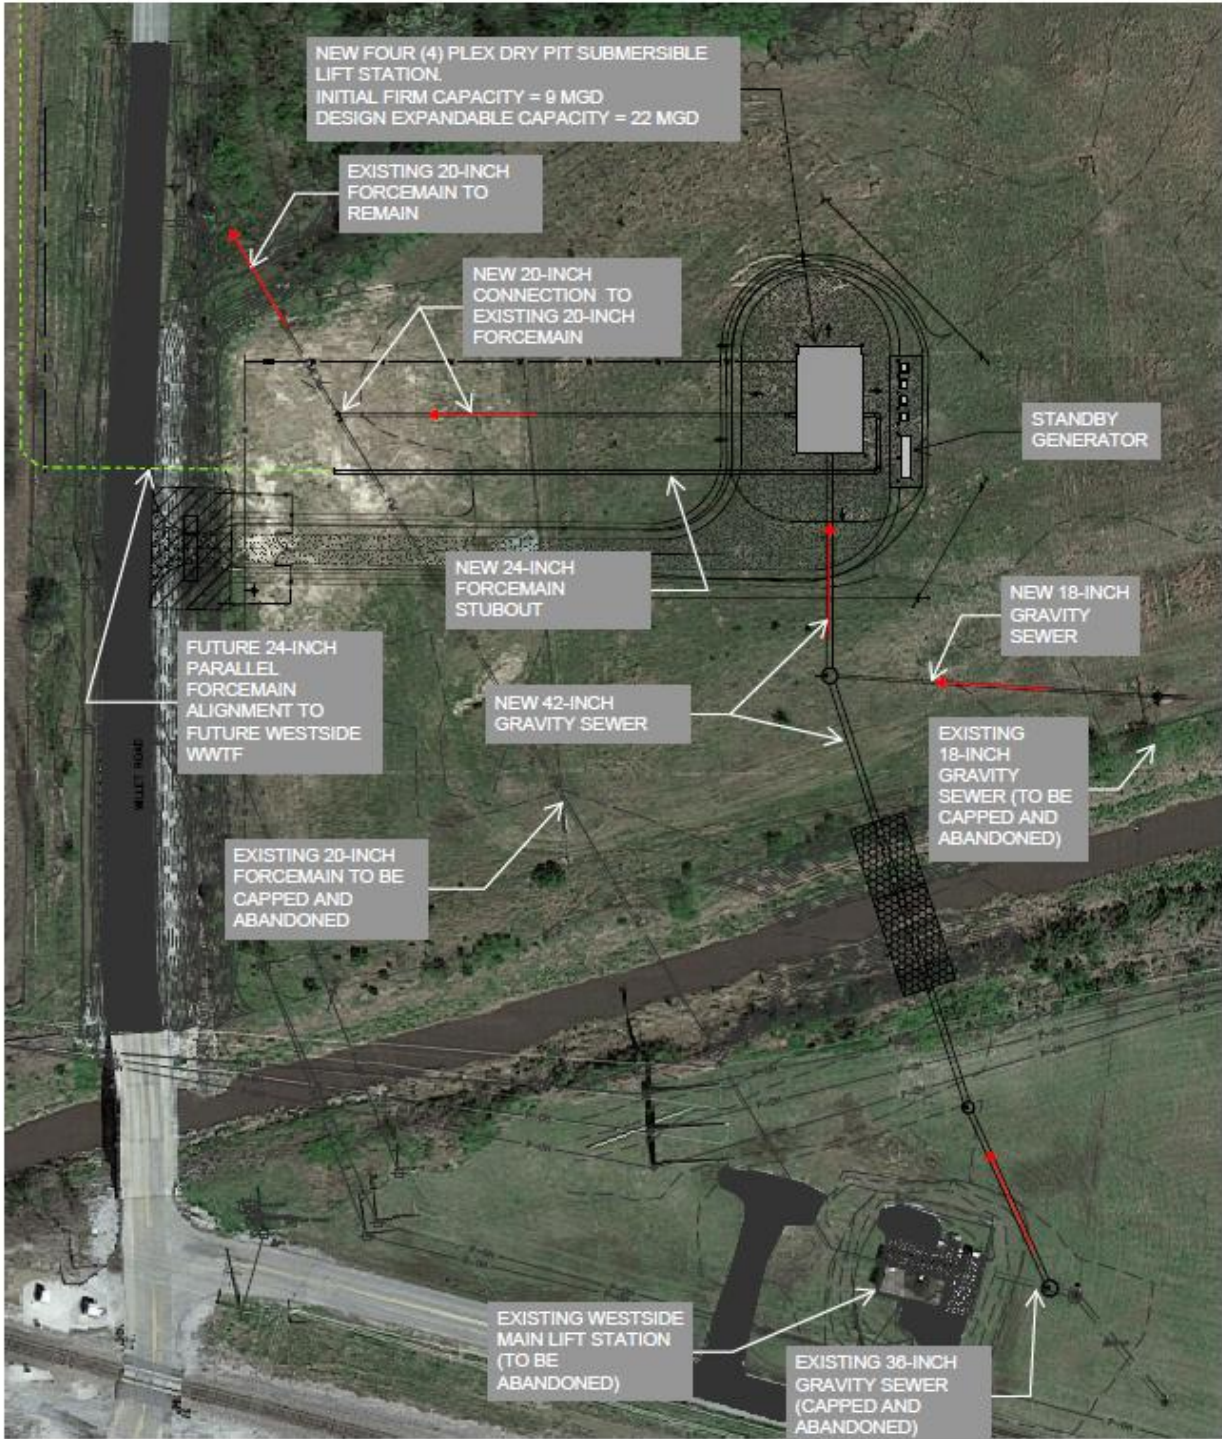 NEW FOUR (4) PLEX DRY PIT SUBMERSIBLE
LIFT STATION.
INITIAL FIRM CAPACITY = 9 MGD
DESIGN EXPANDABLE CAPACITY = 22 MGD
EXISTING 20-INCH
FORCEMAIN TO
REMAIN
NEW 20-INCH
CONNECTION TO
EXISTING 20-INCH
FORCEMAIN
STANDBY
GENERATOR
NEW 24-INCH
FORCEMAIN
STUBOUT
NEW 18-INCH
GRAVITY
SEWER
FUTURE 24-INCH
PARALLEL
FORCEMAIN
ALIGNMENT TO
FUTURE WESTSIDE
WWTF
NEW 42-INCH
GRAVITY SEWER
EXISTING
18-INCH
GRAVITY
SEWER (TO BE
CAPPED AND
ABANDONED)
EXISTING 20-INCH
FORCEMAIN TO BE
CAPPED AND
ABANDONED
EXISTING WESTSIDE
MAIN LIFT STATION
(TO BE
ABANDONED)
EXISTING 36-INCH
GRAVITY SEWER
(CAPPED AND
ABANDONED)